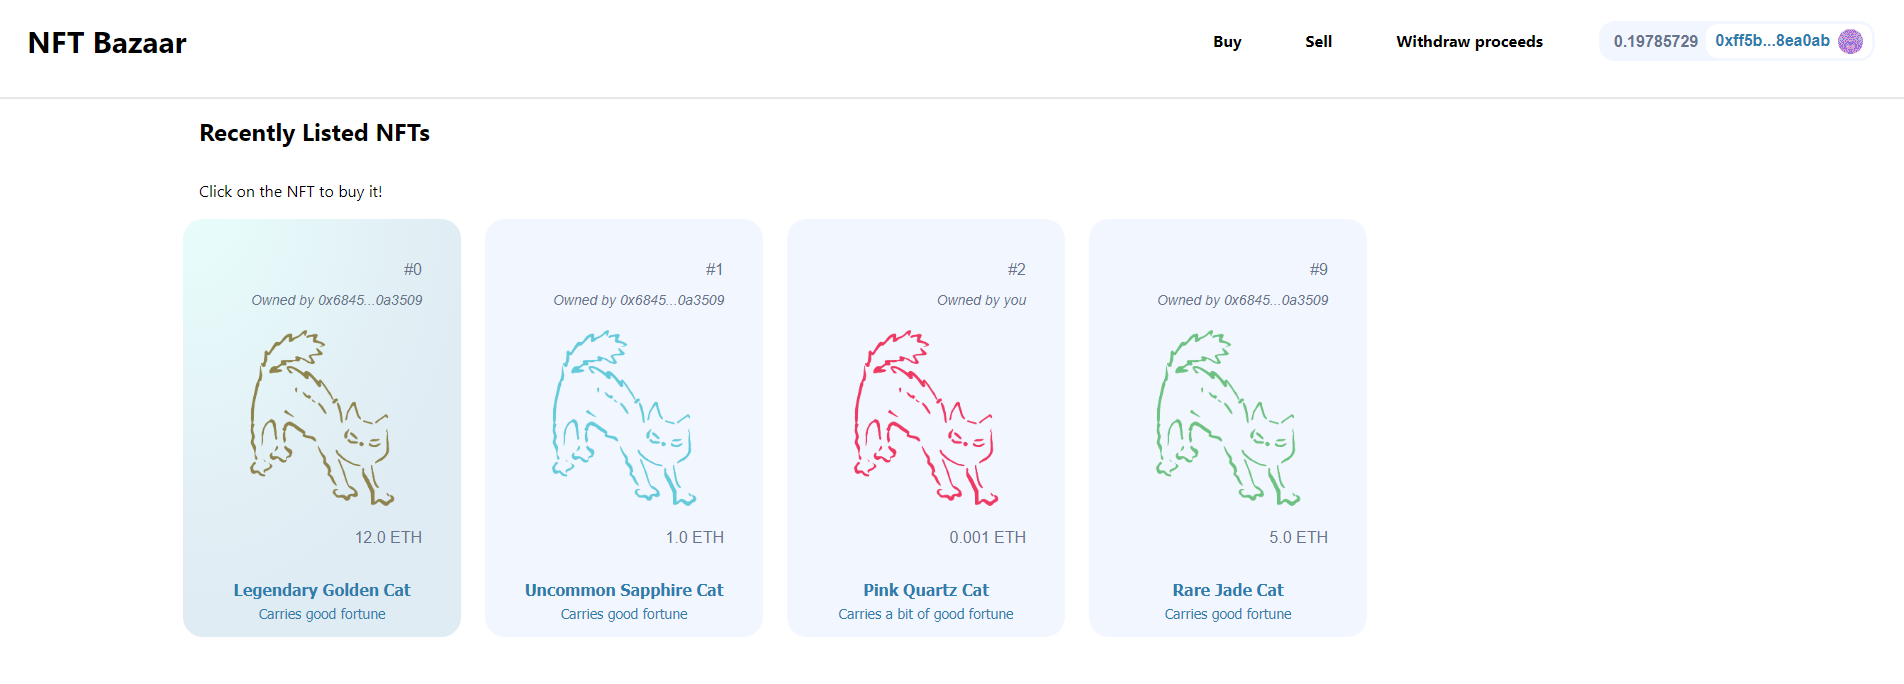 NFT Bazaar
Buy
Sell
Withdraw proceeds
0.19785729
0xff5b...8ea0ab
Recently Listed NFTs
Click on the NFT to buy it!
#0
Owned by 0x6845...0a3509
12.0 ETH
Legendary Golden Cat
Carries good fortune
#1
Owned by 0x6845...0a3509
1.0 ETH
Uncommon Sapphire Cat
Carries good fortune
#2
Owned by you
0.001 ETH
Pink Quartz Cat
Carries a bit of good fortune
#9
Owned by 0x6845...0a3509
5.0 ETH
Rare Jade Cat
Carries good fortune